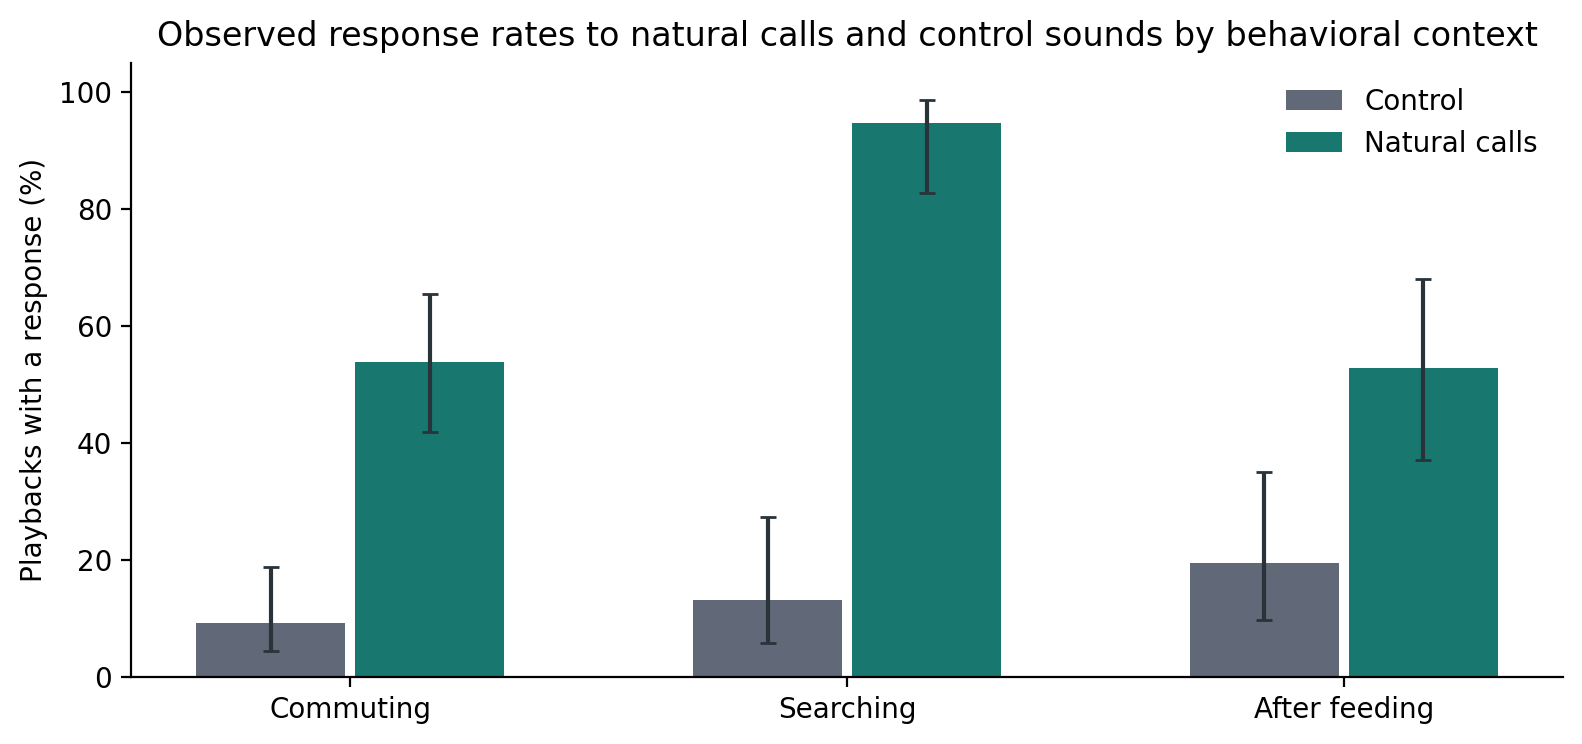 Observed response rates to natural calls and control sounds by behavioral context
Control
Natural calls
Playbacks with a response (%)
100
80
60
40
20
0
Commuting
Searching
After feeding